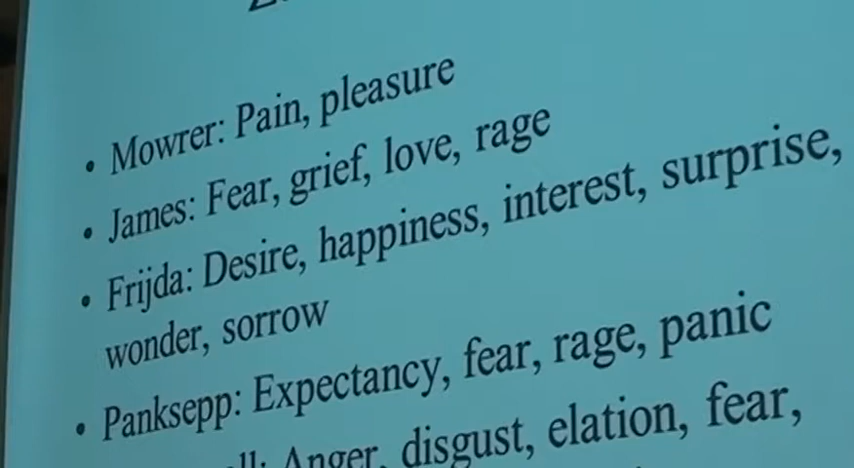 • Mowrer: Pain, pleasure
• James: Fear, grief, love, rage
• Frijda: Desire, happiness, interest, surprise,
wonder, sorrow
• Panksepp: Expectancy, fear, rage, panic
Anger, disgust, elation, fear,